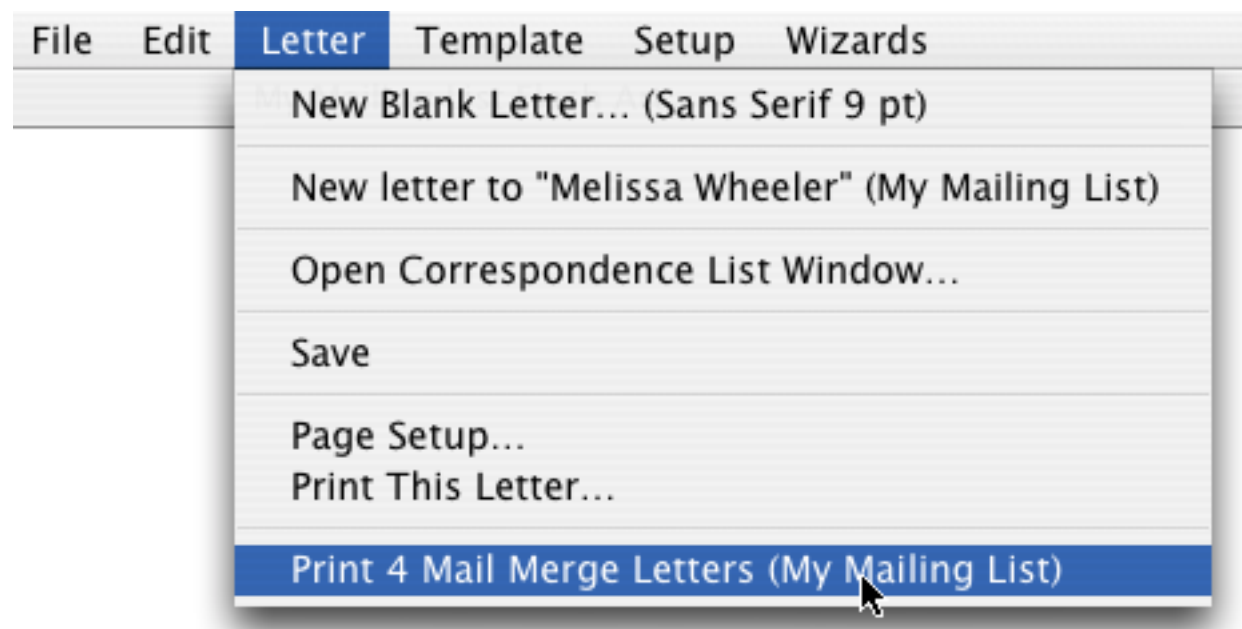 File Edit Letter Template Setup Wizards
New Blank Letter... (Sans Serif 9 pt)
New letter to "Melissa Wheeler" (My Mailing List)
Open Correspondence List Window...
Save
Page Setup...
Print This Letter...
Print 4 Mail Merge Letters (My Mailing List)